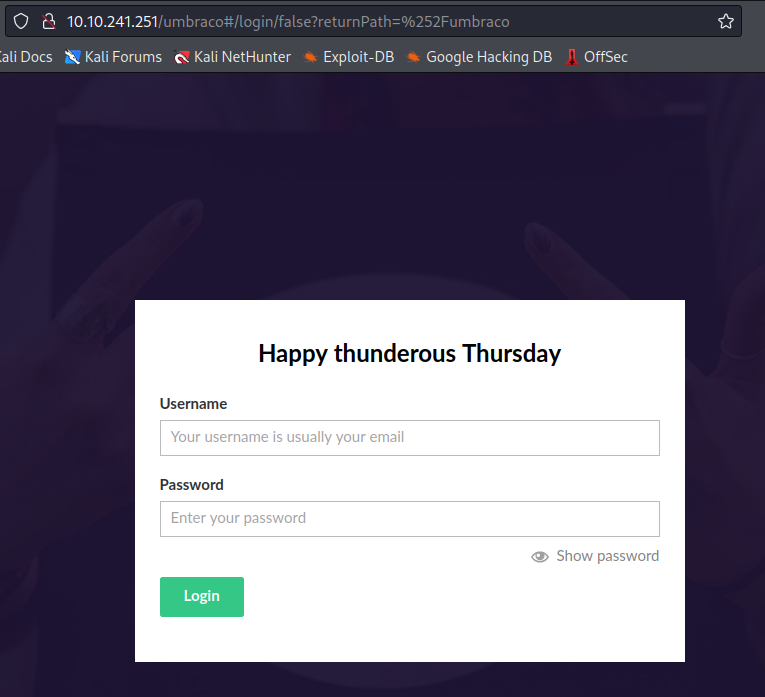 10.10.241.251/umbraco#/login/false?returnPath=%252Fumbraco
ali Docs Kali Forums Kali NetHunter Exploit-DB Google Hacking DB OffSec
Happy thunderous Thursday
Username
Your username is usually your email
Password
Enter your password
Show password
Login